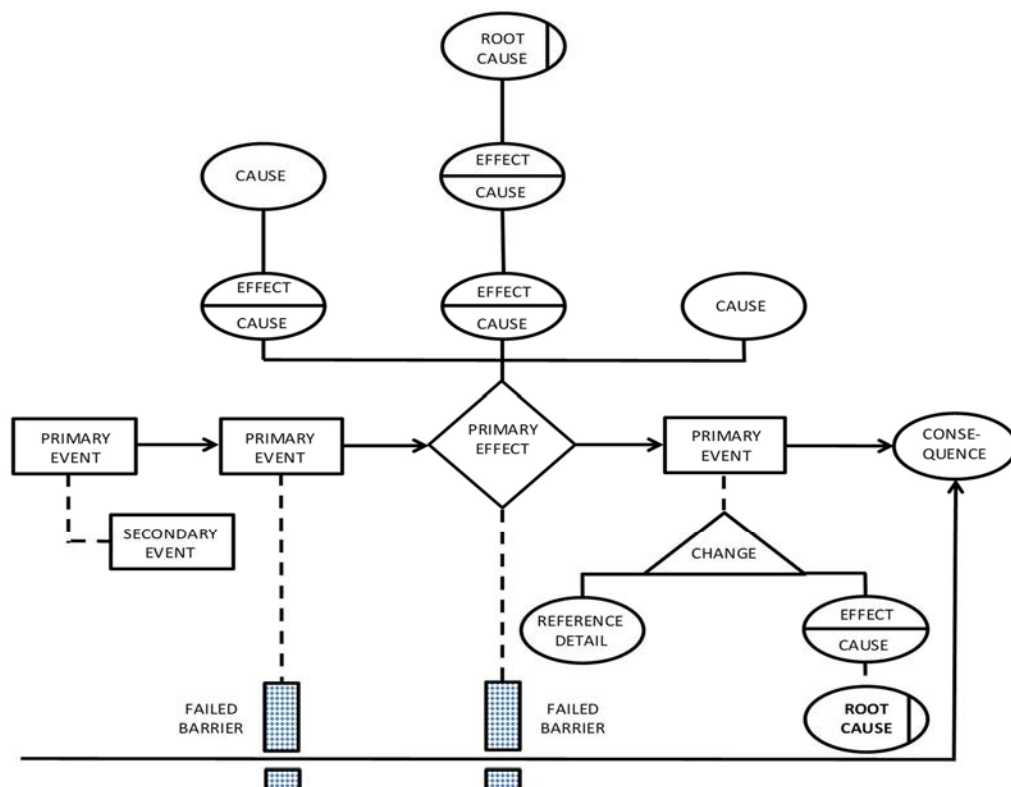 ROOT
CAUSE
EFFECT
CAUSE
CAUSE
EFFECT
CAUSE
EFFECT
CAUSE
CAUSE
PRIMARY
EVENT
PRIMARY
EVENT
PRIMARY
EFFECT
PRIMARY
EVENT
CONSE-
QUENCE
SECONDARY
EVENT
CHANGE
REFERENCE
DETAIL
EFFECT
CAUSE
FAILED
BARRIER
FAILED
BARRIER
ROOT
CAUSE